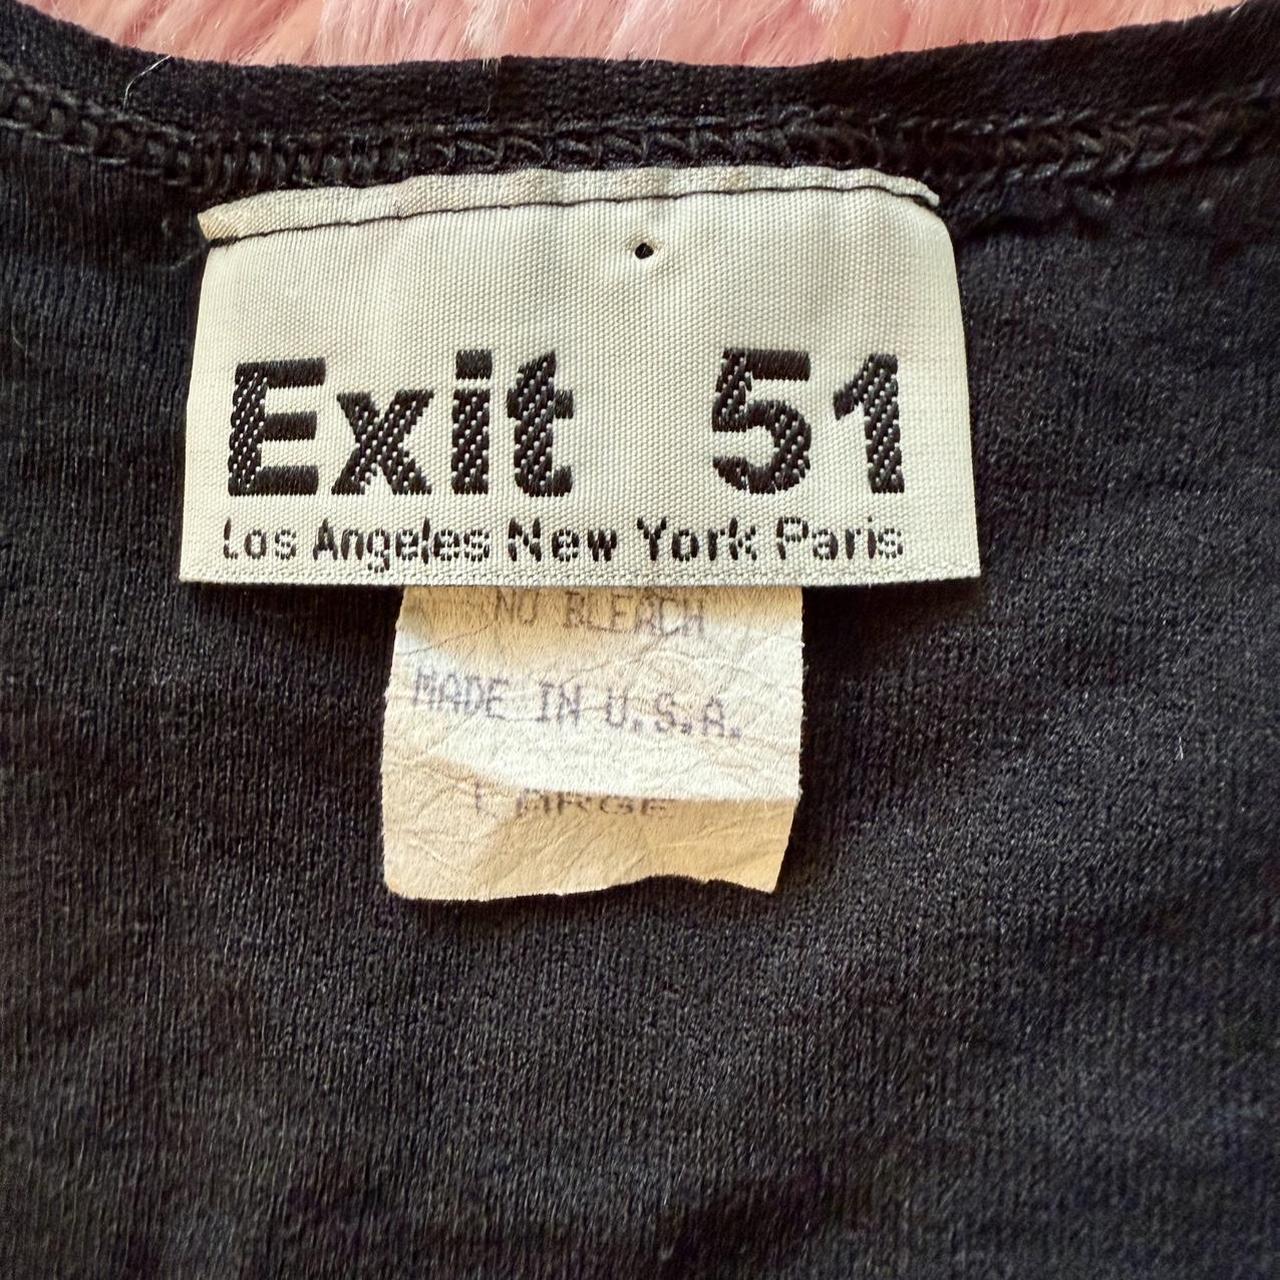 Exit 51
Los Angeles New York Paris
NO BLEACH
MADE IN U.S.A.
LARGE